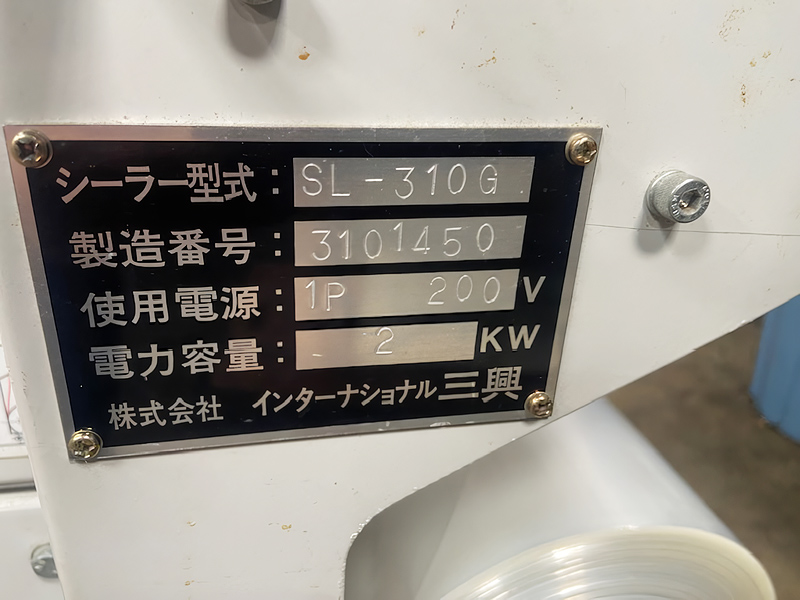 シーラー型式：SL-310G
製造番号：3101450
使用電源：1P 200V
電力容量：2KW
株式会社 インターナショナル三興